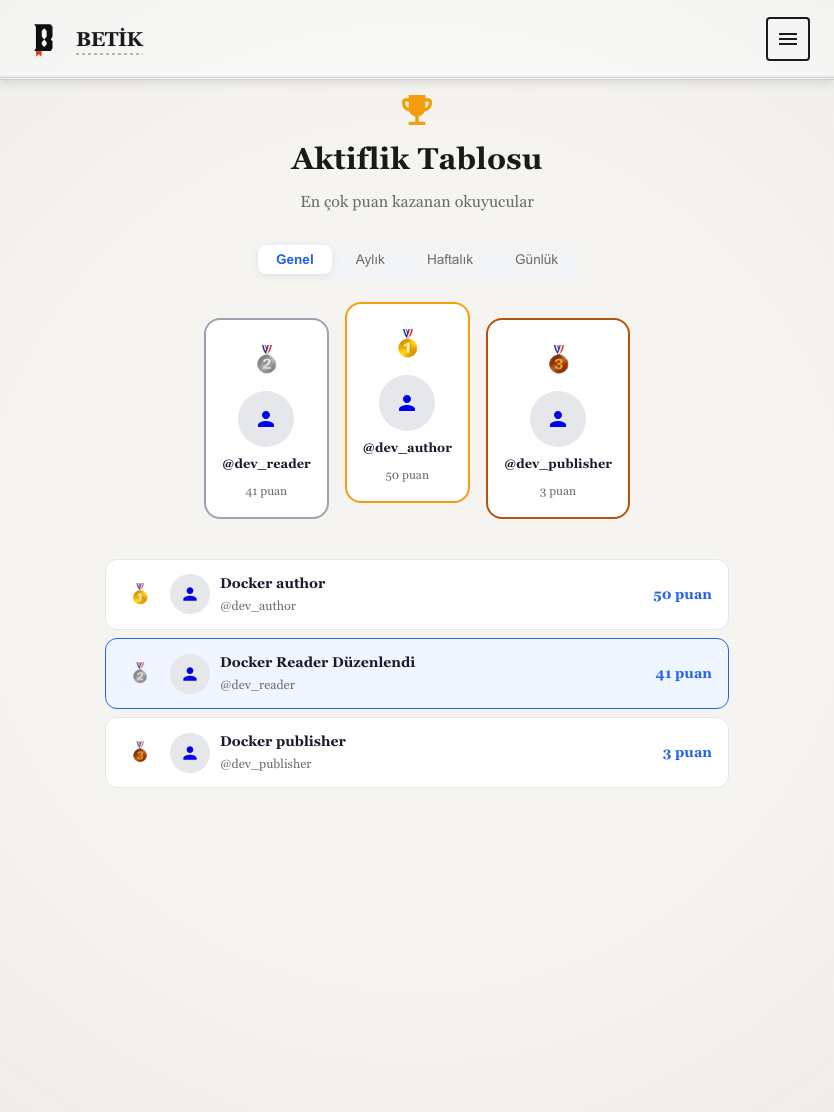 BETİK
Aktiflik Tablosu
En çok puan kazanan okuyucular
Genel Aylık Haftalık Günlük
2
@dev_reader
41 puan
1
@dev_author
50 puan
3
@dev_publisher
3 puan
1
Docker author
@dev_author
50 puan
2
Docker Reader Düzenlendi
@dev_reader
41 puan
3
Docker publisher
@dev_publisher
3 puan